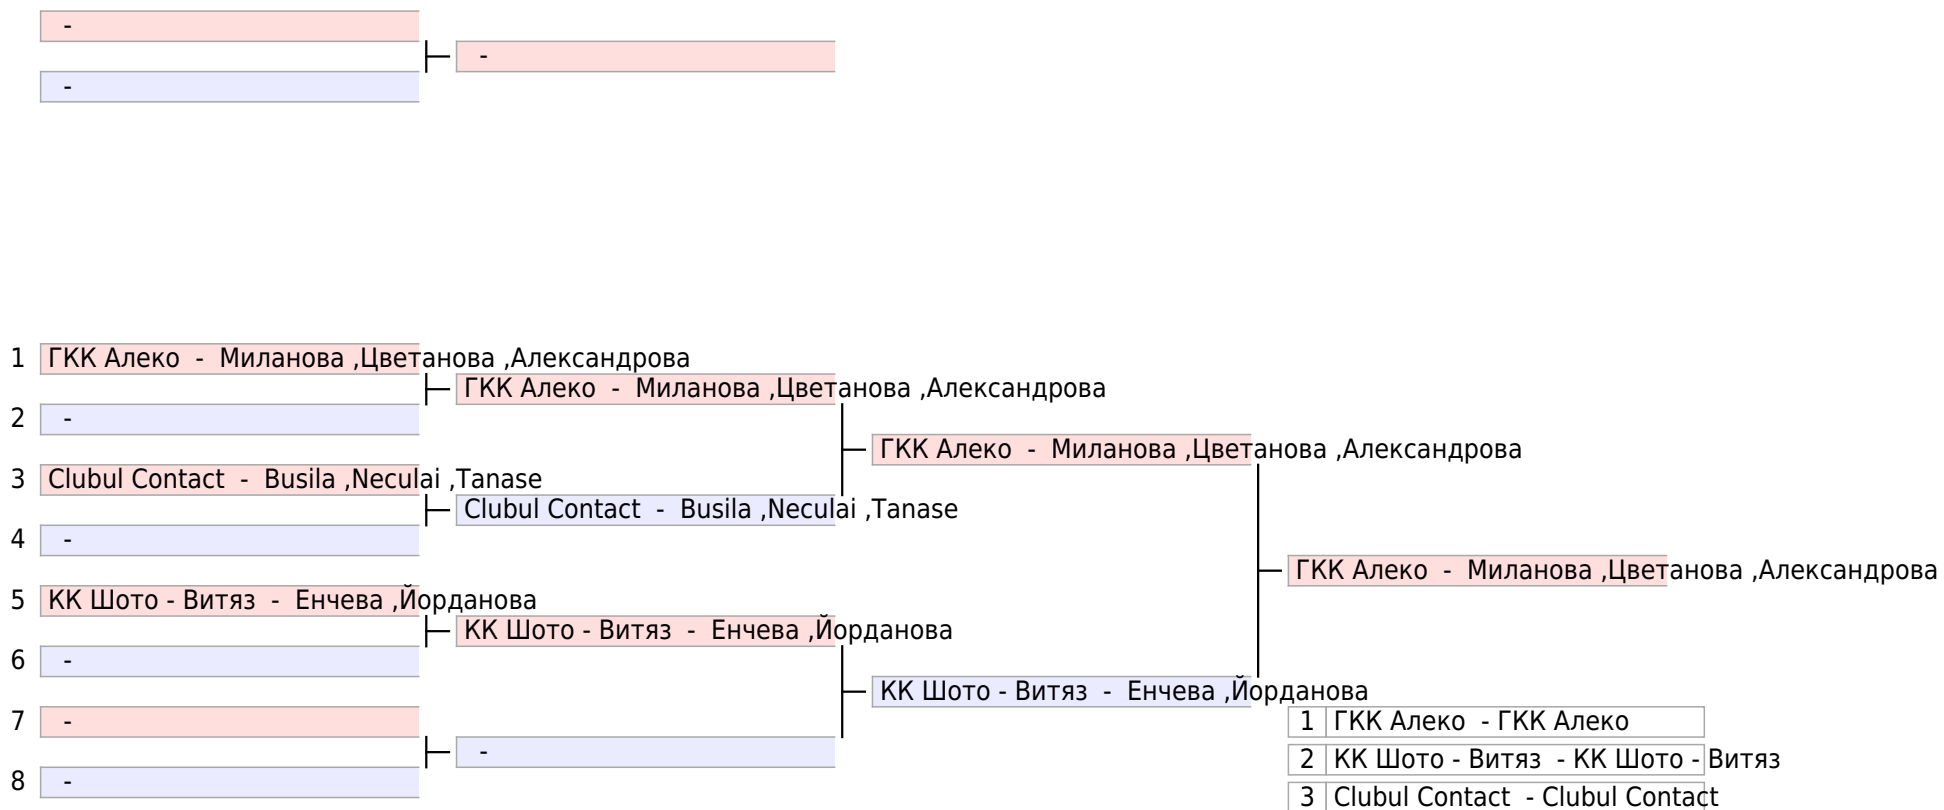 -
-
-
1 ГКК Алеко - Миланова ,Цветанова ,Александрова
ГКК Алеко - Миланова ,Цветанова ,Александрова
2 -
ГКК Алеко - Миланова ,Цветанова ,Александрова
3 Clubul Contact - Busila ,Neculai ,Tanase
Clubul Contact - Busila ,Neculai ,Tanase
4 -
ГКК Алеко - Миланова ,Цветанова ,Александрова
5 КК Шото - Витяз - Енчева ,Йорданова
КК Шото - Витяз - Енчева ,Йорданова
6 -
КК Шото - Витяз - Енчева ,Йорданова
7 -
1 ГКК Алеко - ГКК Алеко
-
2 КК Шото - Витяз - КК Шото - Витяз
8 -
3 Clubul Contact - Clubul Contact